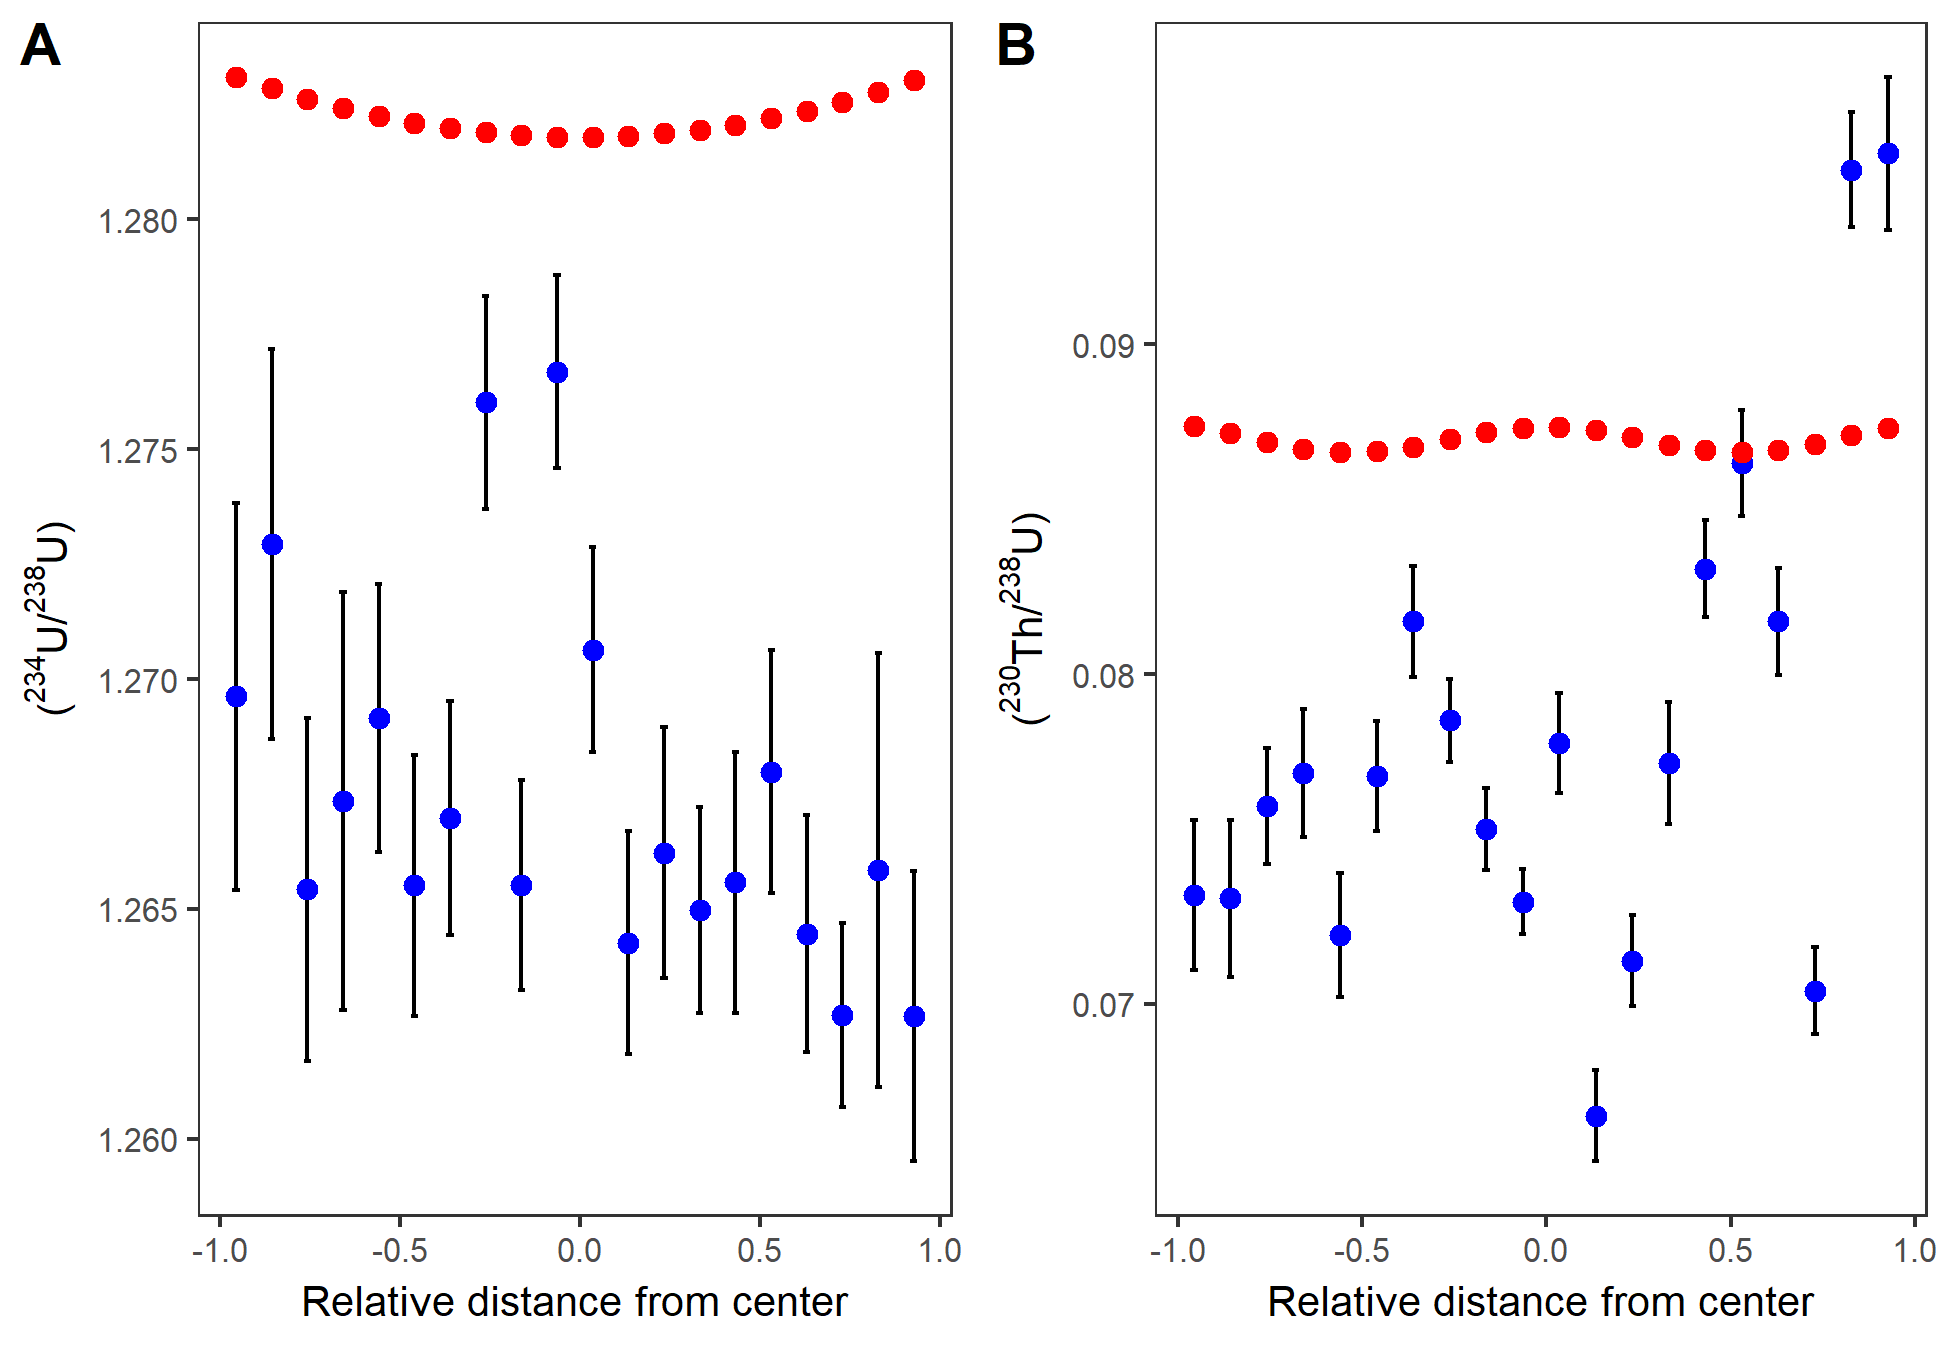 A
B
1.280
1.275
1.270
1.265
1.260
(²³⁴U/²³⁸U)
-1.0 -0.5 0.0 0.5 1.0
Relative distance from center
0.09
0.08
0.07
(²³⁰Th/²³⁸U)
-1.0 -0.5 0.0 0.5 1.0
Relative distance from center